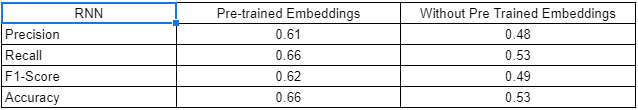 RNN Pre-trained Embeddings Without Pre Trained Embeddings
Precision 0.61 0.48
Recall 0.66 0.53
F1-Score 0.62 0.49
Accuracy 0.66 0.53